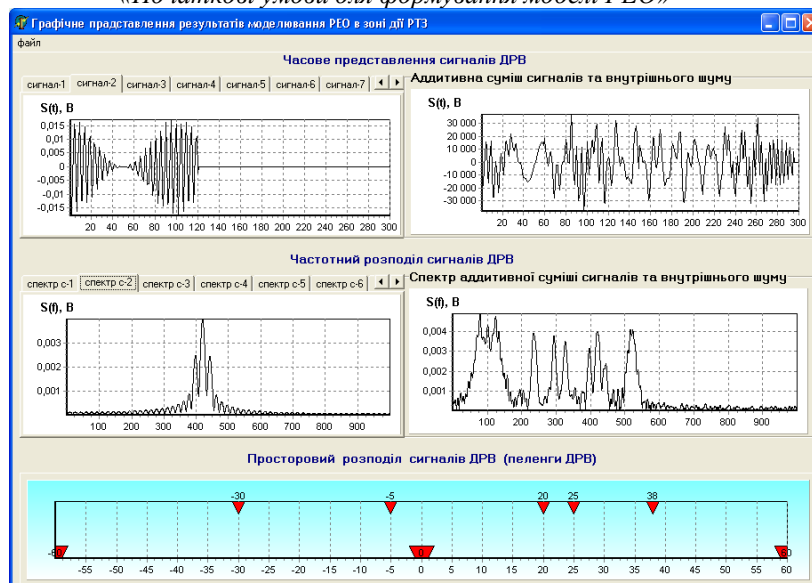 «Початкові умови для формування моделі РЕО»
Графічне прадставлення результатів моделювання РЕО в зоні дії РТЗ
файл
Часове представлення сигналів ДРВ
сигнал-1 сигнал-2 сигнал-3 сигнал-4 сигнал-5 сигнал-6 сигнал-7
Аддитивна суміш сигналів та внутрішнього шуму
S(t), В
0,015
0,01
0,005
0
-0,005
-0,01
-0,015
20 40 60 80 100 120 140 160 180 200 220 240 260 280 300
S(t), В
30 000
20 000
10 000
0
-10 000
-20 000
-30 000
20 40 60 80 100 120 140 160 180 200 220 240 260 280 300
Частотний розподіл сигналів ДРВ
спектр с-1 спектр с-2 спектр с-3 спектр с-4 спектр с-5 спектр с-6
Спектр аддитивної суміші сигналів та внутрішнього шуму
S(f), В
0,003
0,002
0,001
100 200 300 400 500 600 700 800 900
S(f), В
0,004
0,003
0,002
0,001
100 200 300 400 500 600 700 800 900
Просторовий розподіл сигналів ДРВ (пеленги ДРВ)
-30 -5 20 25 38
-60 0 60
-55 -50 -45 -40 -35 -30 -25 -20 -15 -10 -5 0 5 10 15 20 25 30 35 40 45 50 55 60